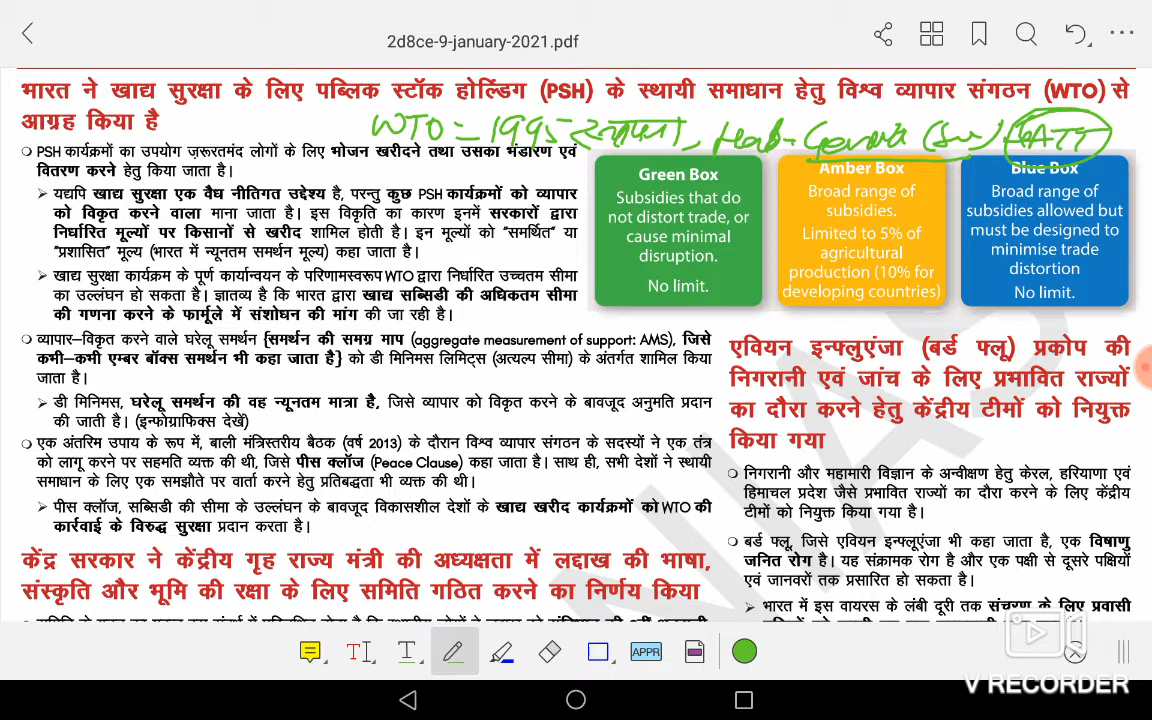 2d8ce-9-january-2021.pdf
भारत ने खाद्य सुरक्षा के लिए पब्लिक स्टॉक होल्डिंग (PSH) के स्थायी समाधान हेतु विश्व व्यापार संगठन (WTO) से
आग्रह किया है
WTO = 1995 स्थापना, Head-Geneva (Sw) GATT
PSH कार्यक्रमों का उपयोग ज़रूरतमंद लोगों के लिए भोजन खरीदने तथा उसका भंडारण एवं
वितरण करने हेतु किया जाता है।
यद्यपि खाद्य सुरक्षा एक वैध नीतिगत उद्देश्य है, परन्तु कुछ PSH कार्यक्रमों को व्यापार
को विकृत करने वाला माना जाता है। इस विकृति का कारण इनमें सरकारों द्वारा
निर्धारित मूल्यों पर किसानों से खरीद शामिल होती है। इन मूल्यों को "समर्थित" या
"प्रशासित" मूल्य (भारत में न्यूनतम समर्थन मूल्य) कहा जाता है।
खाद्य सुरक्षा कार्यक्रम के पूर्ण कार्यान्वयन के परिणामस्वरूप WTO द्वारा निर्धारित उच्चतम सीमा
का उल्लंघन हो सकता है। ज्ञातव्य है कि भारत द्वारा खाद्य सब्सिडी की अधिकतम सीमा
की गणना करने के फार्मूले में संशोधन की मांग की जा रही है।
व्यापार–विकृत करने वाले घरेलू समर्थन {समर्थन की समग्र माप (aggregate measurement of support: AMS), जिसे
कभी–कभी एम्बर बॉक्स समर्थन भी कहा जाता है} को डी मिनिमस लिमिट्स (अत्यल्प सीमा) के अंतर्गत शामिल किया
जाता है।
डी मिनिमस, घरेलू समर्थन की वह न्यूनतम मात्रा है, जिसे व्यापार को विकृत करने के बावजूद अनुमति प्रदान
की जाती है। (इन्फोग्राफिक्स देखें)
एक अंतरिम उपाय के रूप में, बाली मंत्रिस्तरीय बैठक (वर्ष 2013) के दौरान विश्व व्यापार संगठन के सदस्यों ने एक तंत्र
को लागू करने पर सहमति व्यक्त की थी, जिसे पीस क्लॉज (Peace Clause) कहा जाता है। साथ ही, सभी देशों ने स्थायी
समाधान के लिए एक समझौते पर वार्ता करने हेतु प्रतिबद्धता भी व्यक्त की थी।
पीस क्लॉज, सब्सिडी की सीमा के उल्लंघन के बावजूद विकासशील देशों के खाद्य खरीद कार्यक्रमों को WTO की
कार्रवाई के विरुद्ध सुरक्षा प्रदान करता है।
केंद्र सरकार ने केंद्रीय गृह राज्य मंत्री की अध्यक्षता में लद्दाख की भाषा,
संस्कृति और भूमि की रक्षा के लिए समिति गठित करने का निर्णय किया
Green Box
Subsidies that do
not distort trade, or
cause minimal
disruption.
No limit.
Amber Box
Broad range of
subsidies.
Limited to 5% of
agricultural
production (10% for
developing countries)
Blue Box
Broad range of
subsidies allowed but
must be designed to
minimise trade
distortion
No limit.
एवियन इन्फ्लुएंजा (बर्ड फ्लू) प्रकोप की
निगरानी एवं जांच के लिए प्रभावित राज्यों
का दौरा करने हेतु केंद्रीय टीमों को नियुक्त
किया गया
निगरानी और महामारी विज्ञान के अन्वीक्षण हेतु केरल, हरियाणा एवं
हिमाचल प्रदेश जैसे प्रभावित राज्यों का दौरा करने के लिए केंद्रीय
टीमों को नियुक्त किया गया है।
बर्ड फ्लू, जिसे एवियन इन्फ्लूएंजा भी कहा जाता है, एक विषाणु
जनित रोग है। यह संक्रामक रोग है और एक पक्षी से दूसरे पक्षियों
एवं जानवरों तक प्रसारित हो सकता है।
भारत में इस वायरस के लंबी दूरी तक संचरण के लिए प्रवासी
APPR
V RECORDER